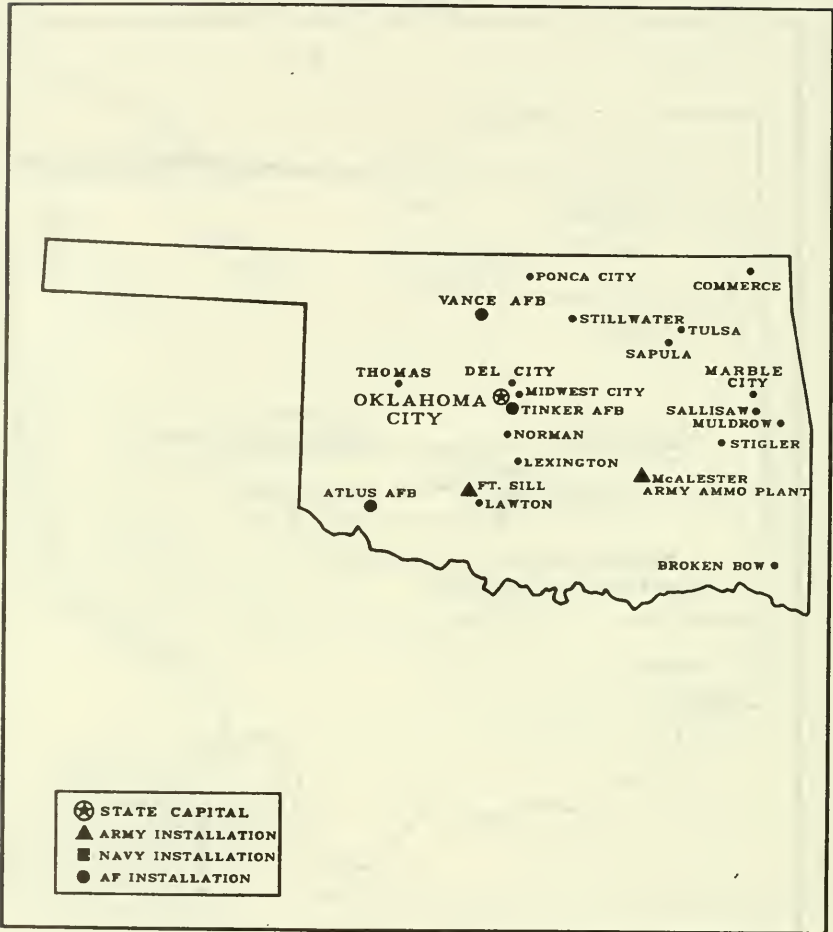 PONCA CITY
COMMERCE
VANCE AFB
STILLWATER
TULSA
SAPULA
THOMAS
DEL CITY
MARBLE
CITY
MIDWEST CITY
OKLAHOMA
CITY
TINKER AFB
SALLISAW
MULDROW
NORMAN
STIGLER
LEXINGTON
McALESTER
ARMY AMMO PLANT
FT. SILL
ATLUS AFB
LAWTON
BROKEN BOW
STATE CAPITAL
ARMY INSTALLATION
NAVY INSTALLATION
AF INSTALLATION